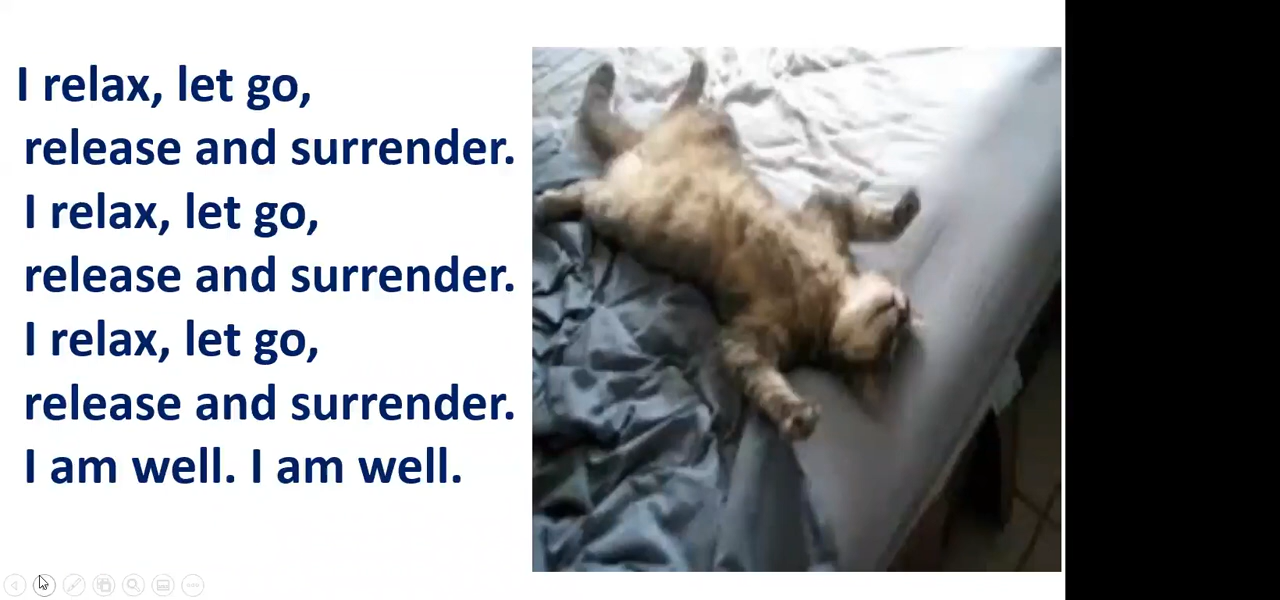 I relax, let go,
release and surrender.
I relax, let go,
release and surrender.
I relax, let go,
release and surrender.
I am well. I am well.